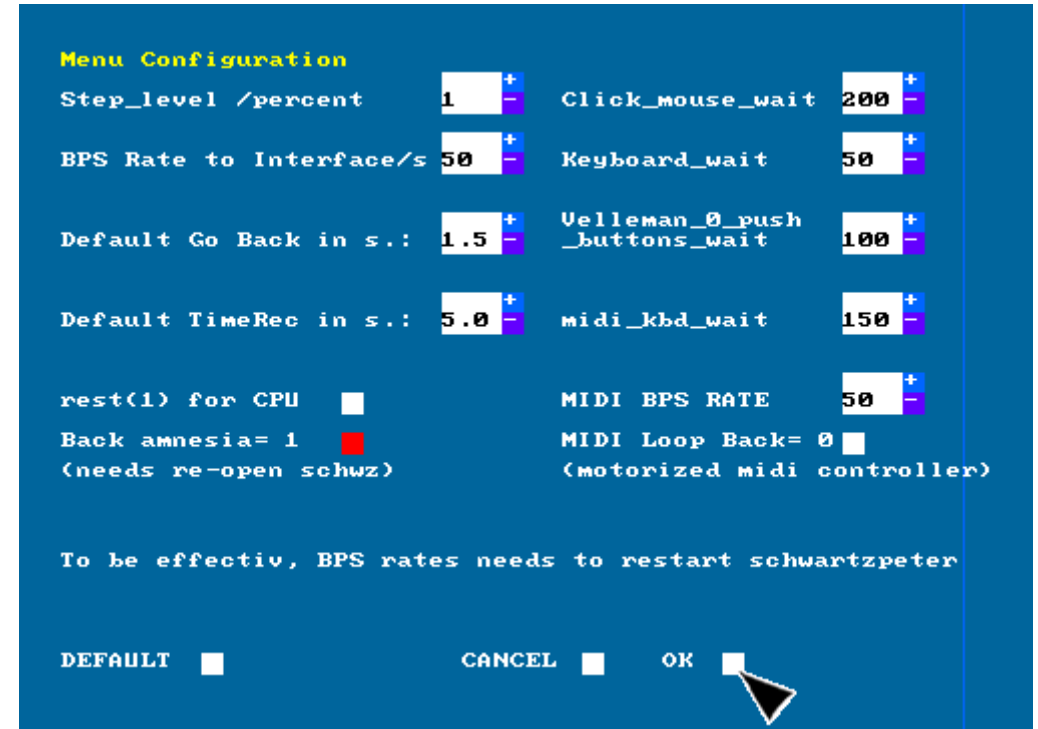 Menu Configuration
Step_level /percent 1 + - Click_mouse_wait 200 + -
BPS Rate to Interface/s 50 + - Keyboard_wait 50 + -
Default Go Back in s.: 1.5 + - Velleman_0_push
_buttons_wait 100 + -
Default TimeRec in s.: 5.0 + - midi_kbd_wait 150 + -
rest(1) for CPU MIDI BPS RATE 50 + -
Back amnesia= 1 MIDI Loop Back= 0
(needs re-open schwz) (motorized midi controller)
To be effectiv, BPS rates needs to restart schwartzpeter
DEFAULT CANCEL OK